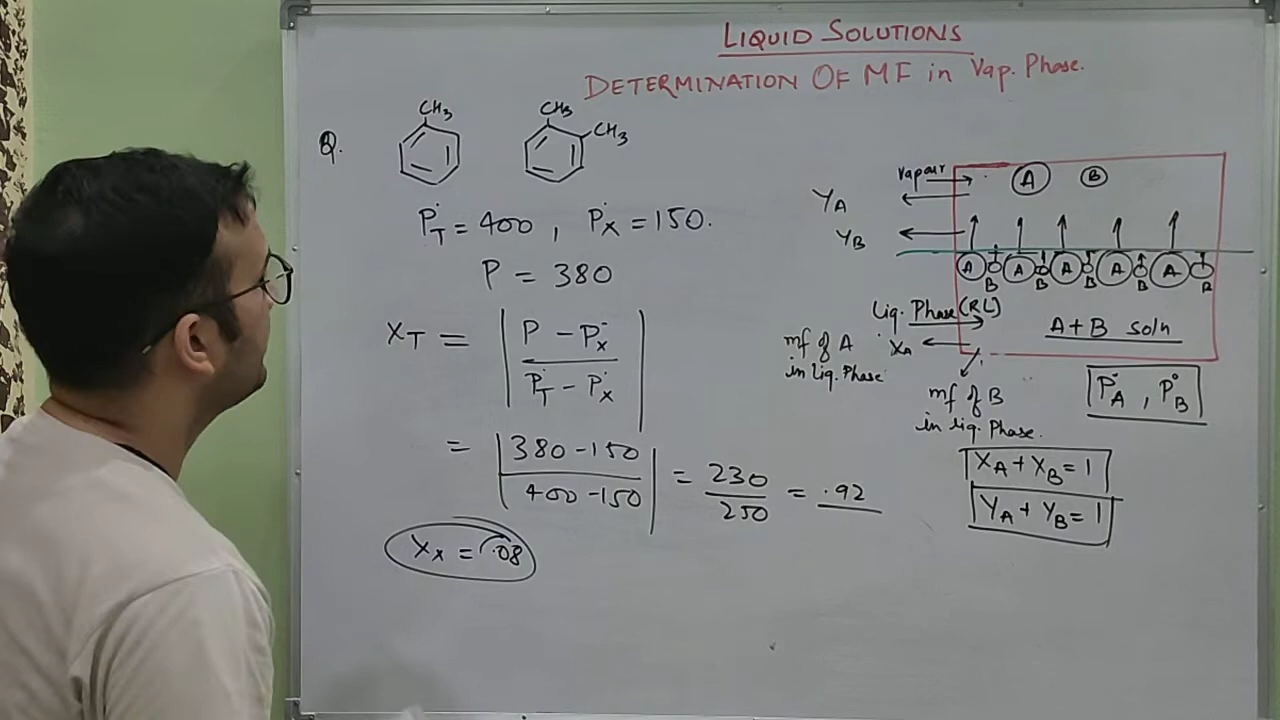 LIQUID SOLUTIONS
DETERMINATION OF MF in Vap. Phase.
Q.
CH3
CH3
CH3
P°T = 400 , P°X = 150.
P = 380
XT = | P - P°x / P°T - P°X |
= | 380 - 150 / 400 - 150 | = 230 / 250 = .92
Xx = .08
Vapour
A
B
YA
YB
A A A A A
B B B B B
Liq. Phase (RL)
A+B soln
mf of A XA
in Liq. Phase
mf of B
in liq. Phase.
P°A , P°B
XA + XB = 1
YA + YB = 1